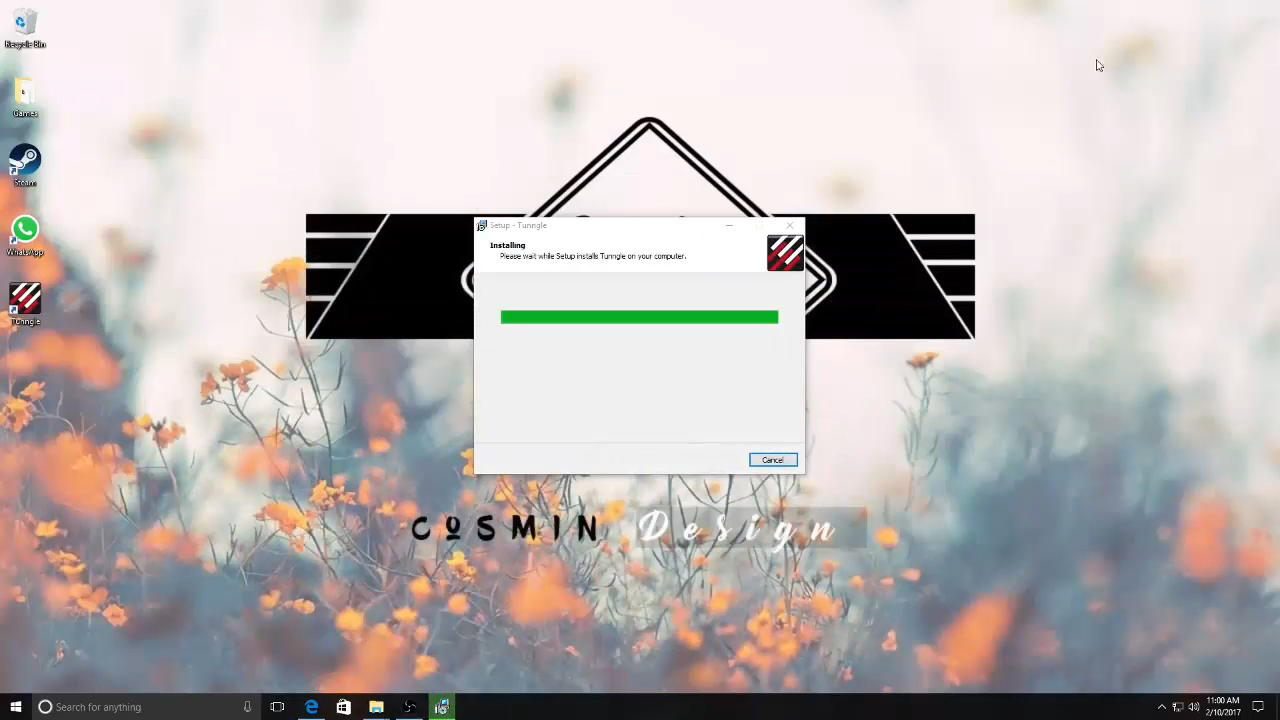 Recycle Bin
Games
Steam
WhatsApp
Tunngle
Setup - Tunngle
Installing
Please wait while Setup installs Tunngle on your computer.
Cancel
COSMIN Design
Search for anything
11:00 AM
2/10/2017